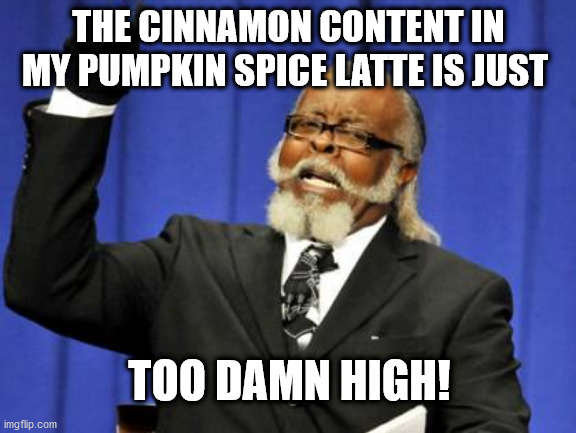 THE CINNAMON CONTENT IN
MY PUMPKIN SPICE LATTE IS JUST
TOO DAMN HIGH!
imgflip.com